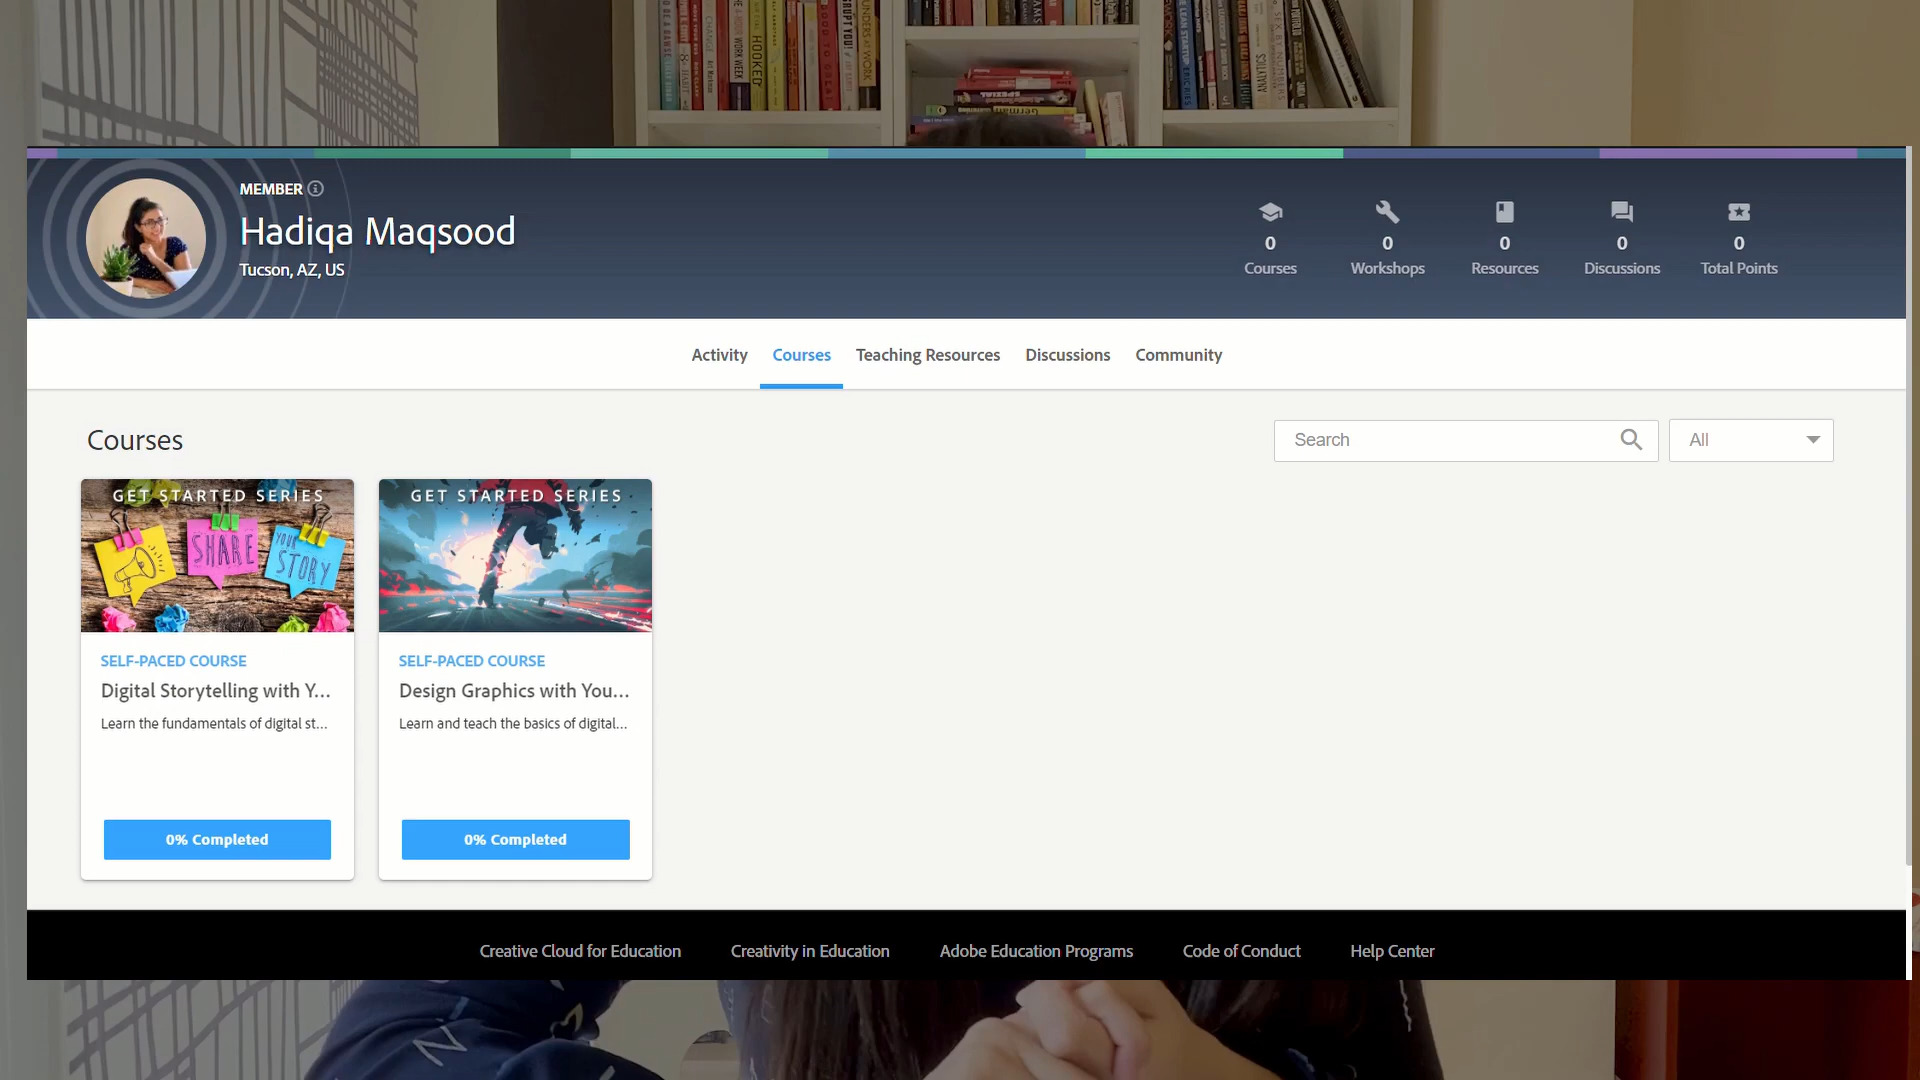 HOOKED
ANALYTICS
MEMBER
Hadiqa Maqsood
Tucson, AZ, US
0
Courses
0
Workshops
0
Resources
0
Discussions
0
Total Points
Activity
Courses
Teaching Resources
Discussions
Community
Courses
Search
All
GET STARTED SERIES
SHARE
YOUR
STORY
SELF-PACED COURSE
Digital Storytelling with Y...
Learn the fundamentals of digital st...
0% Completed
GET STARTED SERIES
SELF-PACED COURSE
Design Graphics with You...
Learn and teach the basics of digital...
0% Completed
Creative Cloud for Education
Creativity in Education
Adobe Education Programs
Code of Conduct
Help Center